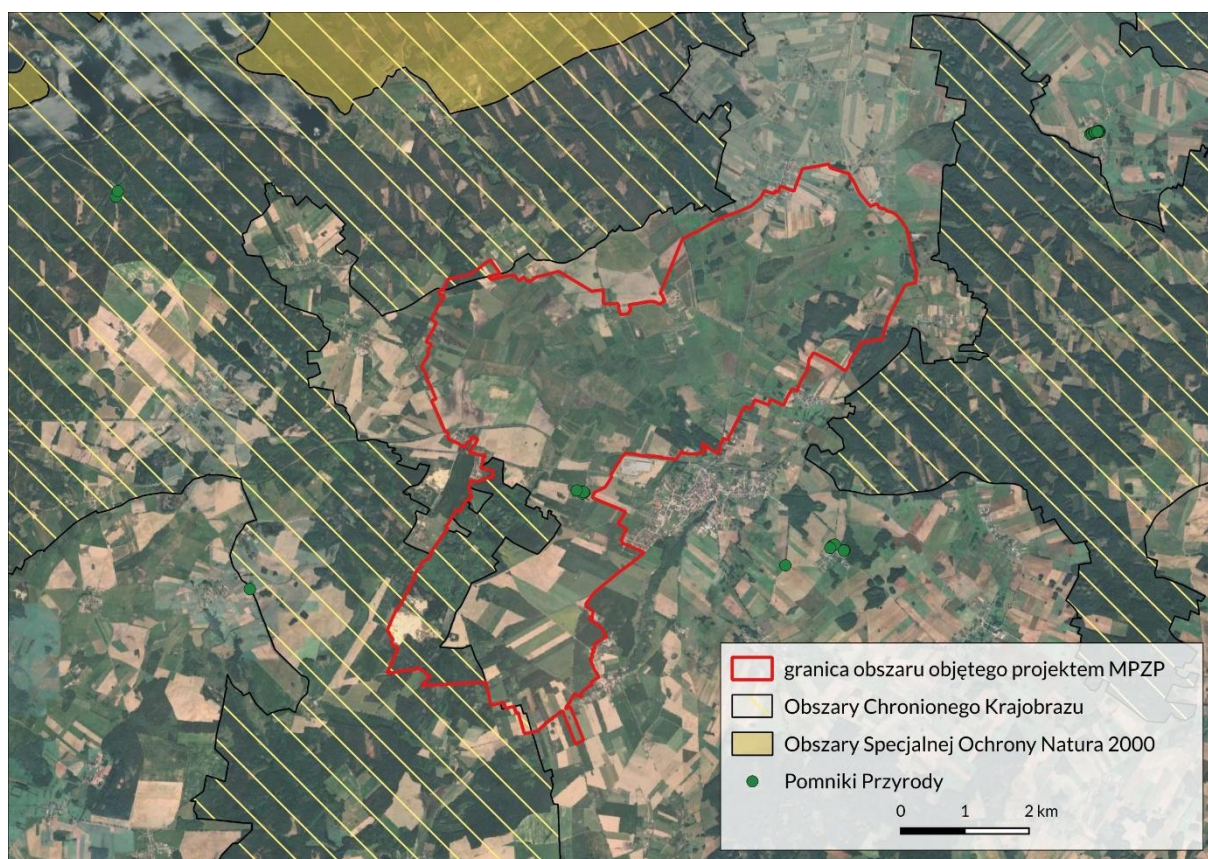 granica obszaru objętego projektem MPZP
Obszary Chronionego Krajobrazu
Obszary Specjalnej Ochrony Natura 2000
Pomniki Przyrody
0 1 2 km